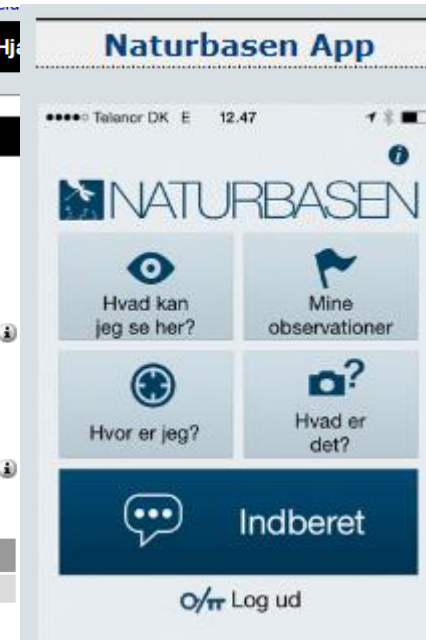 Hj
Naturbasen App
Telenor DK E 12.47
NATURBASEN
Hvad kan
jeg se her?
Mine
observationer
Hvor er jeg?
Hvad er
det?
Indberet
Log ud